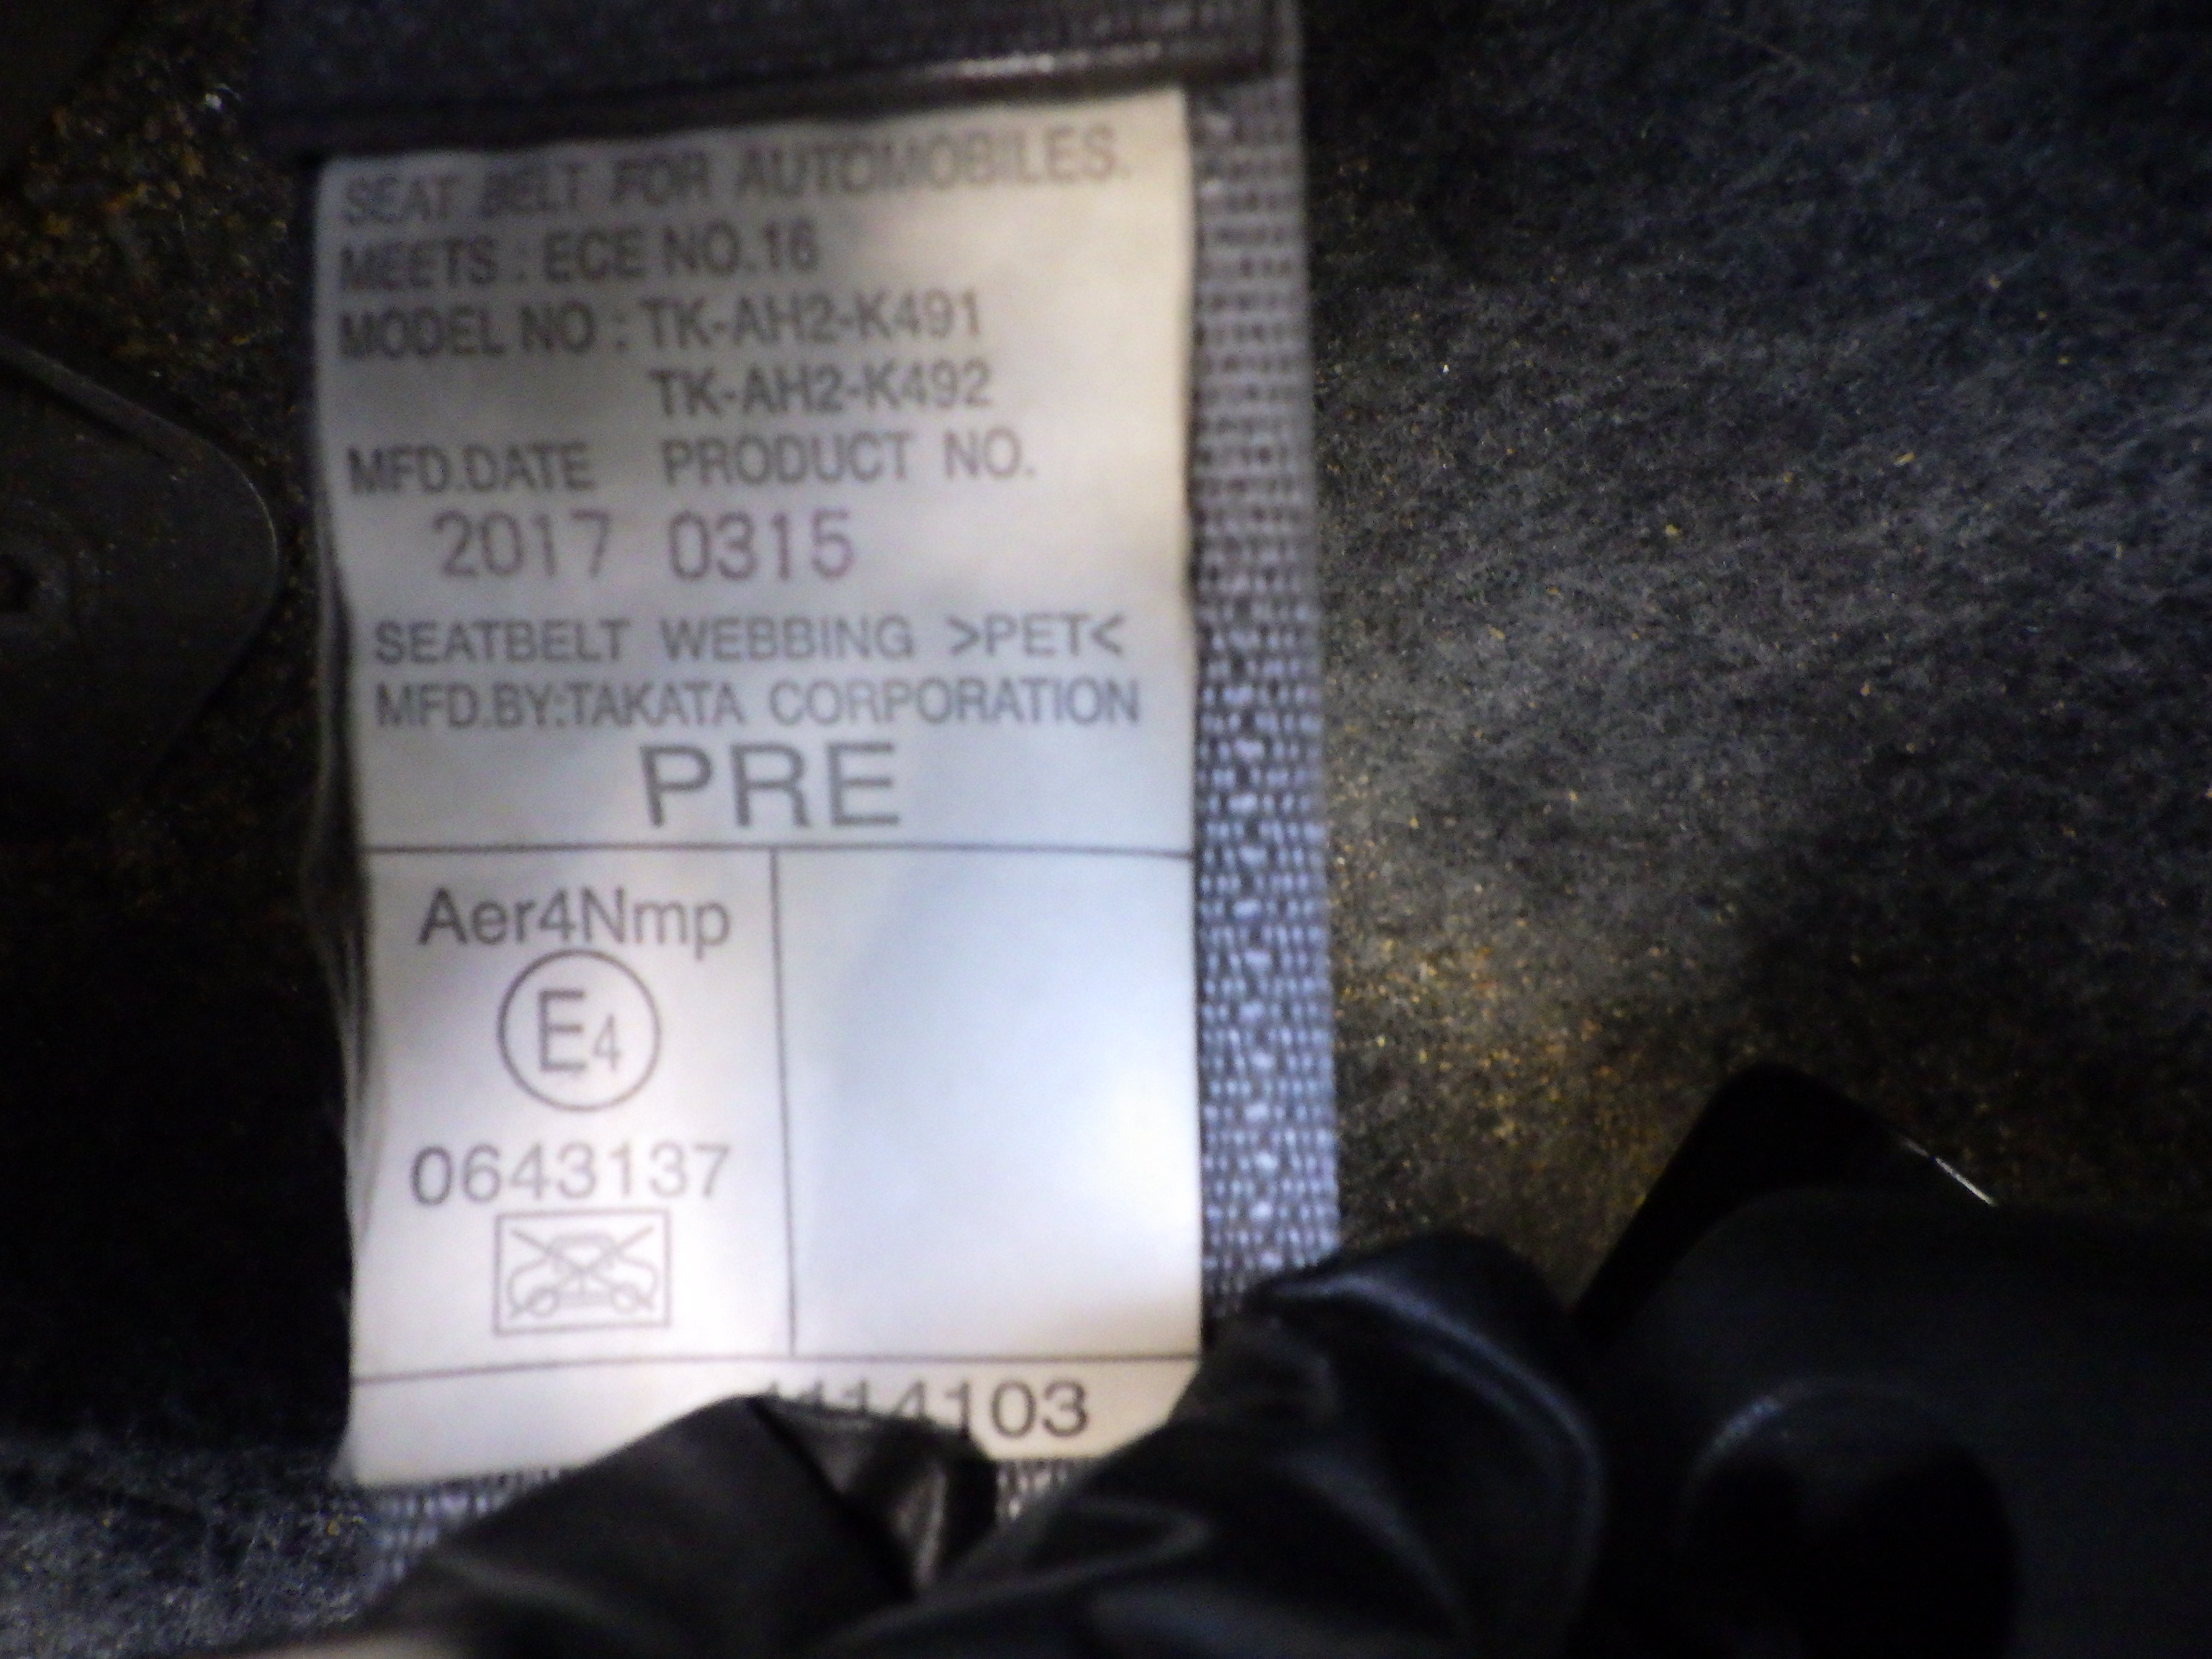 SEAT BELT FOR AUTOMOBILES.
MEETS : ECE NO.16
MODEL NO : TK-AH2-K491
TK-AH2-K492
MFD.DATE PRODUCT NO.
2017 0315
SEATBELT WEBBING >PET<
MFD.BY:TAKATA CORPORATION
PRE
Aer4Nmp
E4
0643137